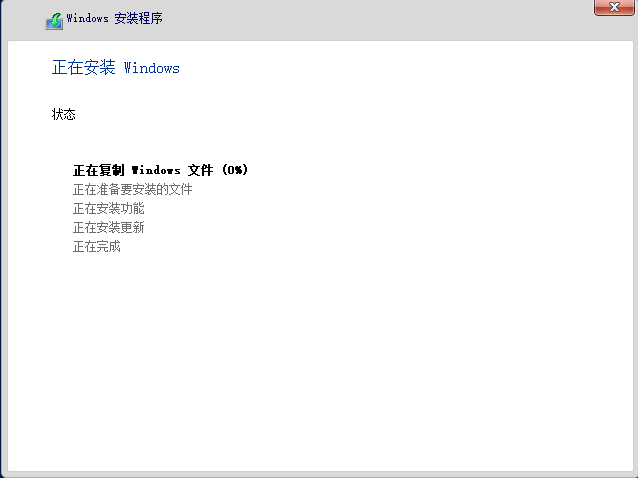 Windows 安装程序
正在安装 Windows
状态
正在复制 Windows 文件 (0%)
正在准备要安装的文件
正在安装功能
正在安装更新
正在完成